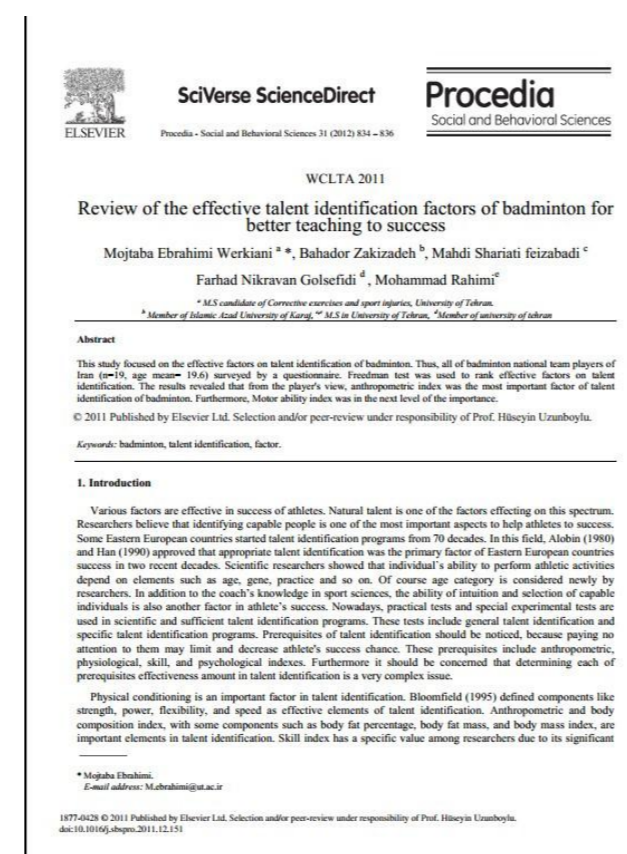 ELSEVIER
SciVerse ScienceDirect
Procedia - Social and Behavioral Sciences 31 (2012) 834 – 836
Procedia
Social and Behavioral Sciences
WCLTA 2011
Review of the effective talent identification factors of badminton for
better teaching to success
Mojtaba Ebrahimi Werkiani a *, Bahador Zakizadeh b, Mahdi Shariati feizabadi c
Farhad Nikravan Golsefidi d , Mohammad Rahimi e
a M.S candidate of Corrective exercises and sport injuries, University of Tehran.
b Member of Islamic Azad University of Karaj, M.S in University of Tehran, d Member of university of tehran
Abstract
This study focused on the effective factors on talent identification of badminton. Thus, all of badminton national team players of
Iran (n=19, age mean= 19.6) surveyed by a questionnaire. Freedman test was used to rank effective factors on talent
identification. The results revealed that from the player's view, anthropometric index was the most important factor of talent
identification of badminton. Furthermore, Motor ability index was in the next level of the importance.
© 2011 Published by Elsevier Ltd. Selection and/or peer-review under responsibility of Prof. Hüseyin Uzunboylu.
Keywords: badminton, talent identification, factor.
1. Introduction
Various factors are effective in success of athletes. Natural talent is one of the factors effecting on this spectrum.
Researchers believe that identifying capable people is one of the most important aspects to help athletes to success.
Some Eastern European countries started talent identification programs from 70 decades. In this field, Alobin (1980)
and Han (1990) approved that appropriate talent identification was the primary factor of Eastern European countries
success in two recent decades. Scientific researchers showed that individual`s ability to perform athletic activities
depend on elements such as age, gene, practice and so on. Of course age category is considered newly by
researchers. In addition to the coach's knowledge in sport sciences, the ability of intuition and selection of capable
individuals is also another factor in athlete's success. Nowadays, practical tests and special experimental tests are
used in scientific and sufficient talent identification programs. These tests include general talent identification and
specific talent identification programs. Prerequisites of talent identification should be noticed, because paying no
attention to them may limit and decrease athlete's success chance. These prerequisites include anthropometric,
physiological, skill, and psychological indexes. Furthermore it should be concerned that determining each of
prerequisites effectiveness amount in talent identification is a very complex issue.
Physical conditioning is an important factor in talent identification. Bloomfield (1995) defined components like
strength, power, flexibility, and speed as effective elements of talent identification. Anthropometric and body
composition index, with some components such as body fat percentage, body fat mass, and body mass index, are
important elements in talent identification. Skill index has a specific value among researchers due to its significant
* Mojtaba Ebrahimi.
E-mail address: M.ebrahimi@ut.ac.ir
1877-0428 © 2011 Published by Elsevier Ltd. Selection and/or peer-review under responsibility of Prof. Hüseyin Uzunboylu.
doi:10.1016/j.sbspro.2011.12.151